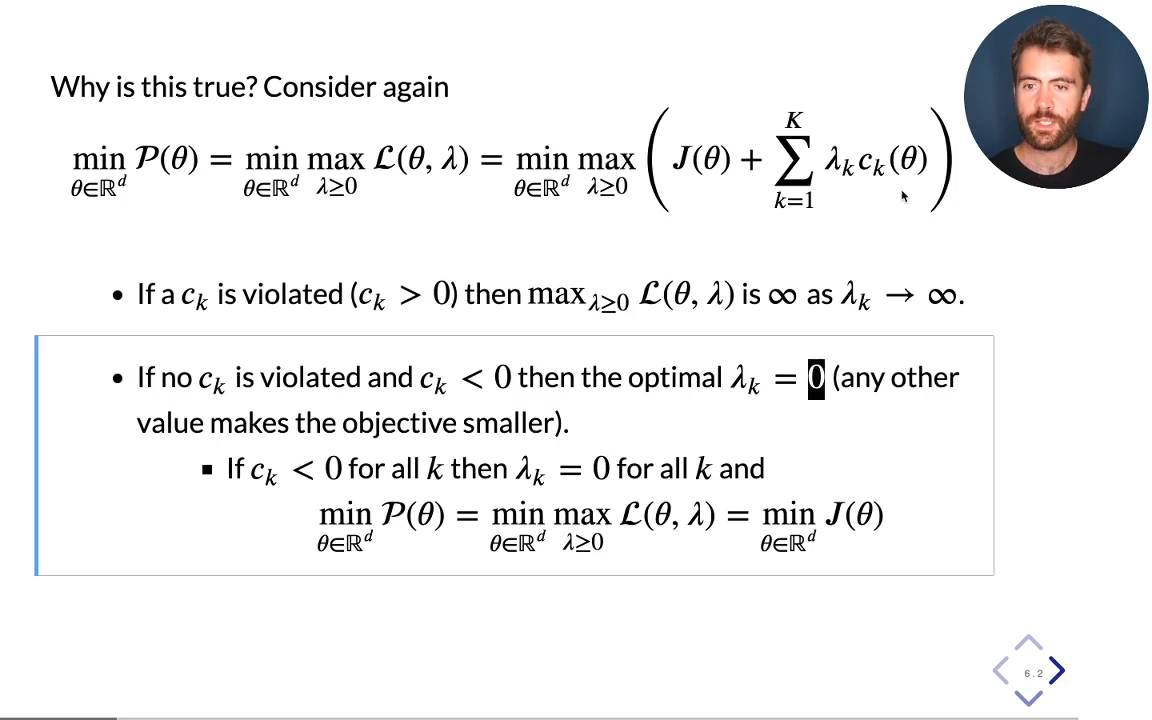 Why is this true? Consider again
min_{θ∈ℝ^d} 𝒫(θ) = min_{θ∈ℝ^d} max_{λ≥0} ℒ(θ, λ) = min_{θ∈ℝ^d} max_{λ≥0} ( J(θ) + ∑_{k=1}^{K} λ_k c_k(θ) )
• If a c_k is violated (c_k > 0) then max_{λ≥0} ℒ(θ, λ) is ∞ as λ_k → ∞.
• If no c_k is violated and c_k < 0 then the optimal λ_k = 0 (any other
value makes the objective smaller).
▪ If c_k < 0 for all k then λ_k = 0 for all k and
min_{θ∈ℝ^d} 𝒫(θ) = min_{θ∈ℝ^d} max_{λ≥0} ℒ(θ, λ) = min_{θ∈ℝ^d} J(θ)
6.2